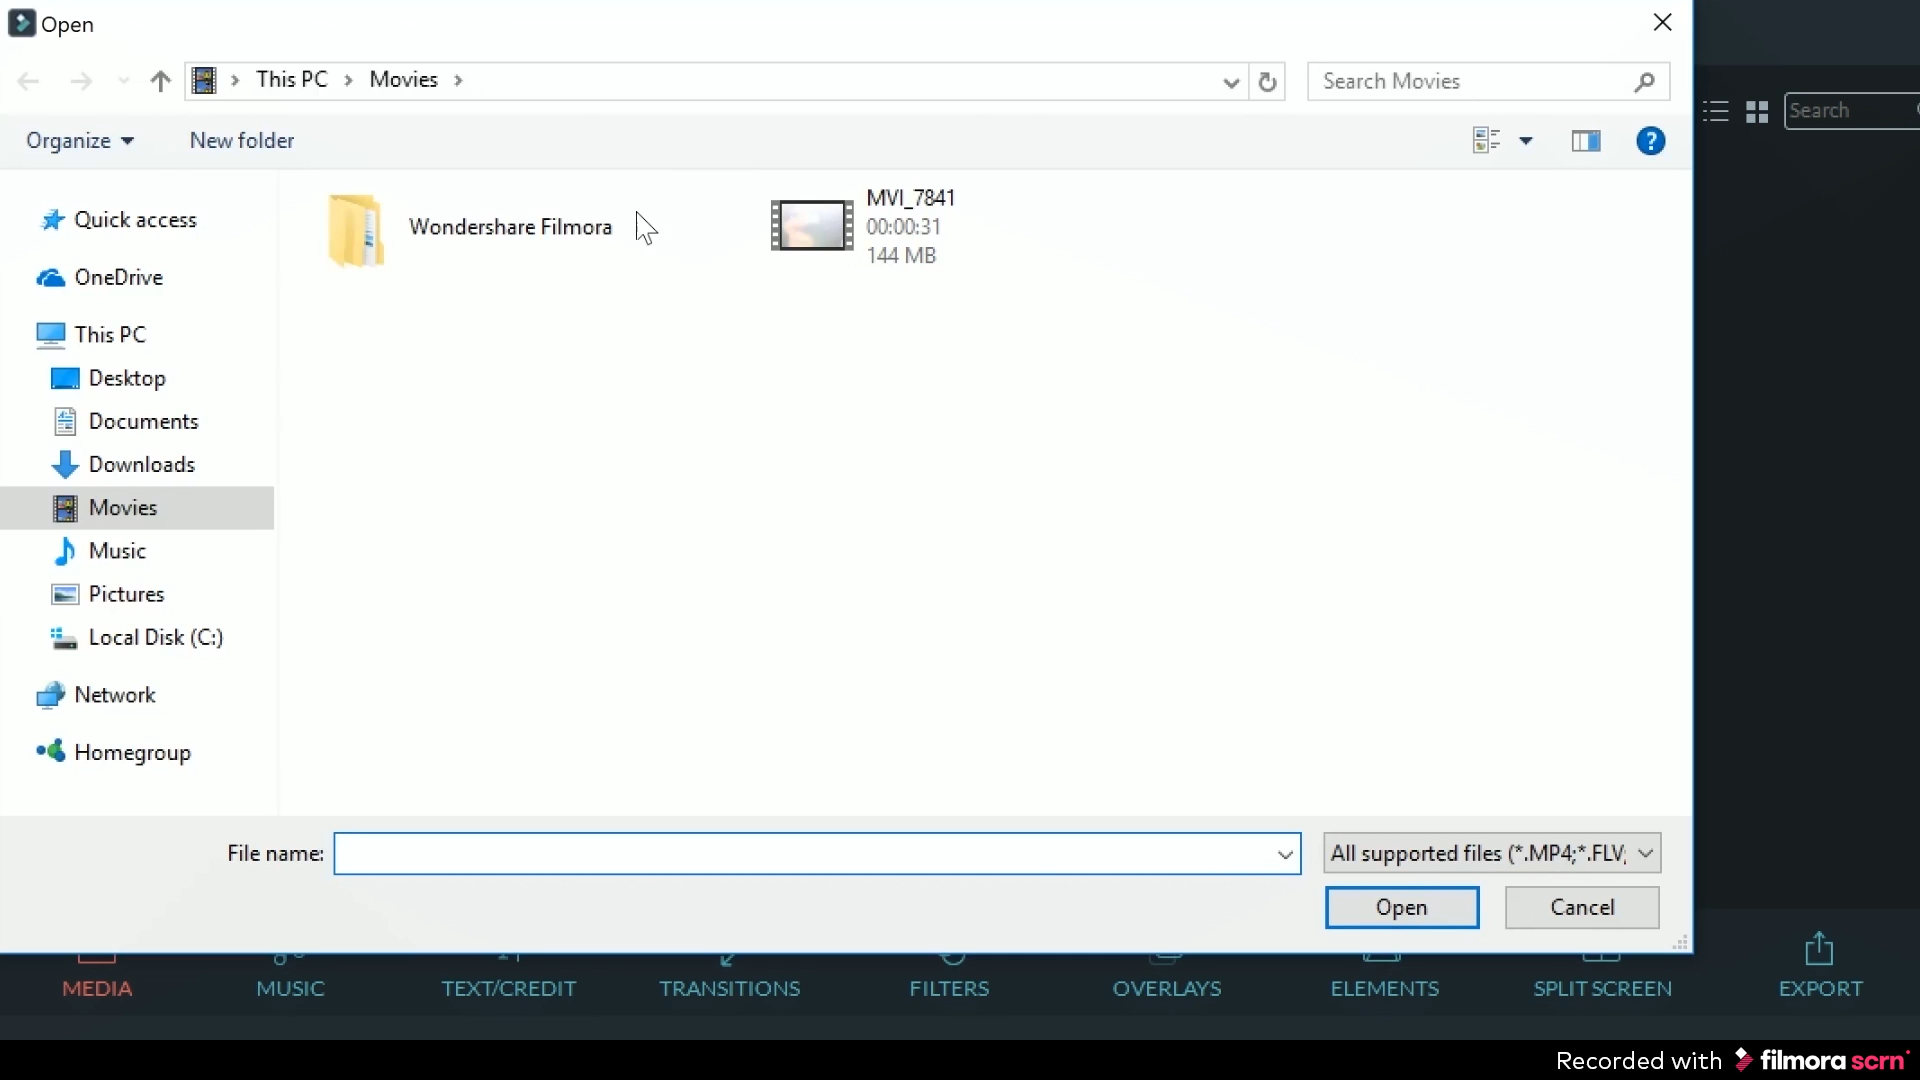 Open
This PC
Movies
Search Movies
Search
Organize
New folder
?
Quick access
OneDrive
This PC
Desktop
Documents
Downloads
Movies
Music
Pictures
Local Disk (C:)
Network
Homegroup
Wondershare Filmora
MVI_7841
00:00:31
144 MB
File name:
All supported files (*.MP4;*.FLV;
Open
Cancel
MEDIA
MUSIC
TEXT/CREDIT
TRANSITIONS
FILTERS
OVERLAYS
ELEMENTS
SPLIT SCREEN
EXPORT
Recorded with filmora scrn